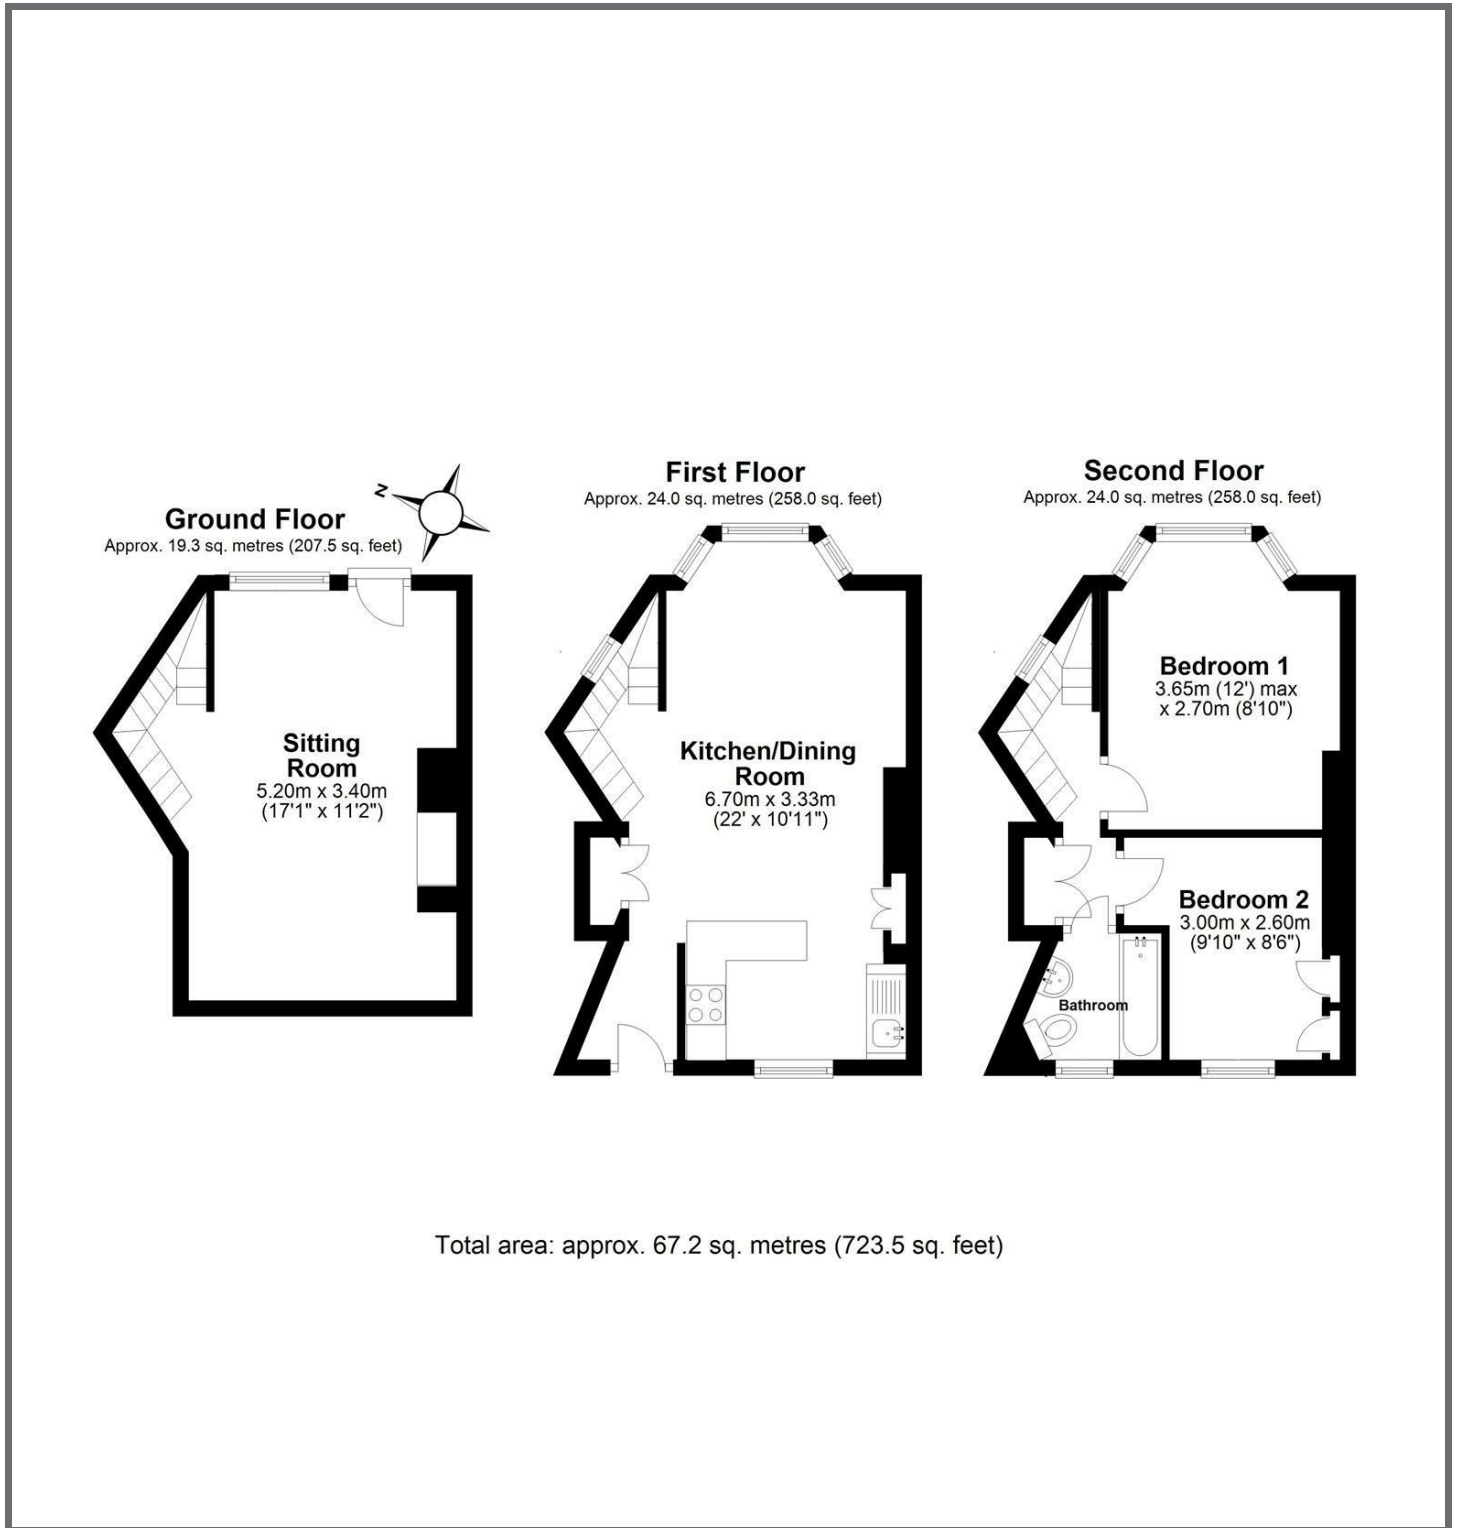 Ground Floor
Approx. 19.3 sq. metres (207.5 sq. feet)
N
Sitting
Room
5.20m x 3.40m
(17'1" x 11'2")
First Floor
Approx. 24.0 sq. metres (258.0 sq. feet)
Kitchen/Dining
Room
6.70m x 3.33m
(22' x 10'11")
Second Floor
Approx. 24.0 sq. metres (258.0 sq. feet)
Bedroom 1
3.65m (12') max
x 2.70m (8'10")
Bedroom 2
3.00m x 2.60m
(9'10" x 8'6")
Bathroom
Total area: approx. 67.2 sq. metres (723.5 sq. feet)